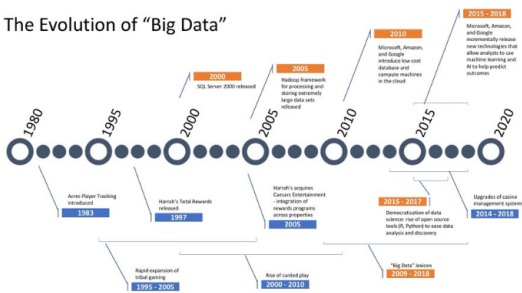 The Evolution of “Big Data”
2015 - 2018
Microsoft, Amazon,
and Google
incrementally release
new technologies that
allow analysts to use
machine learning and
AI to help predict
outcomes
2010
Microsoft, Amazon,
and Google
introduce low cost
database and
compute machines
in the cloud
2005
Hadoop framework
for processing and
storing extremely
large data sets
released
2000
SQL Server 2000 released
1980
1995
2000
2005
2010
2015
2020
Acres Player Tracking
introduced
1983
Harrah's Total Rewards
released
1997
Harrah's acquires
Caesars Entertainment
- integration of
rewards programs
across properties
2005
2015 - 2017
Democratization of data
science: rise of open source
tools (R, Python) to ease data
analysis and discovery
Upgrades of casino
management system
2014 - 2018
Rapid expansion of
tribal gaming
1995 - 2005
Rise of carded play
2000 - 2010
"Big Data" lexicon
2009 - 2018